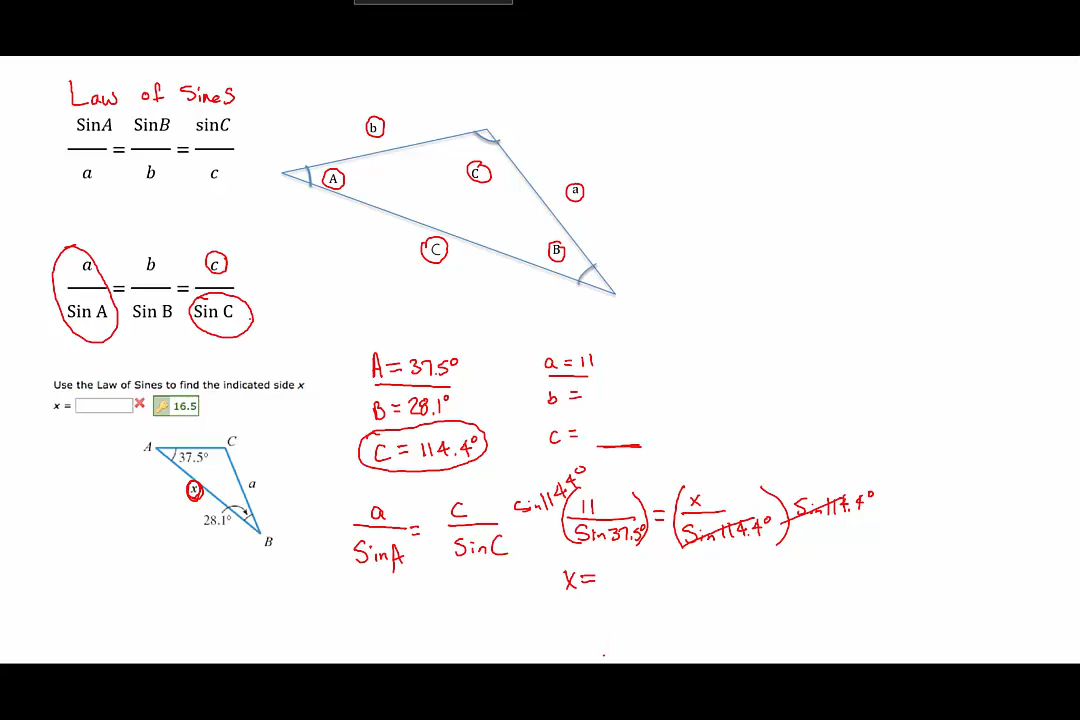 Law of Sines
SinA SinB sinC
= =
a b c
a b c
= =
Sin A Sin B Sin C
b
A
C
a
C
B
A = 37.5°
B = 28.1°
C = 114.4°
a = 11
b =
c =
Use the Law of Sines to find the indicated side x
x = 16.5
A
C
37.5°
x
a
28.1°
B
a/SinA = C/SinC
Sin114.4° (11/Sin37.5°) = (x/Sin114.4°) Sin114.4°
x =